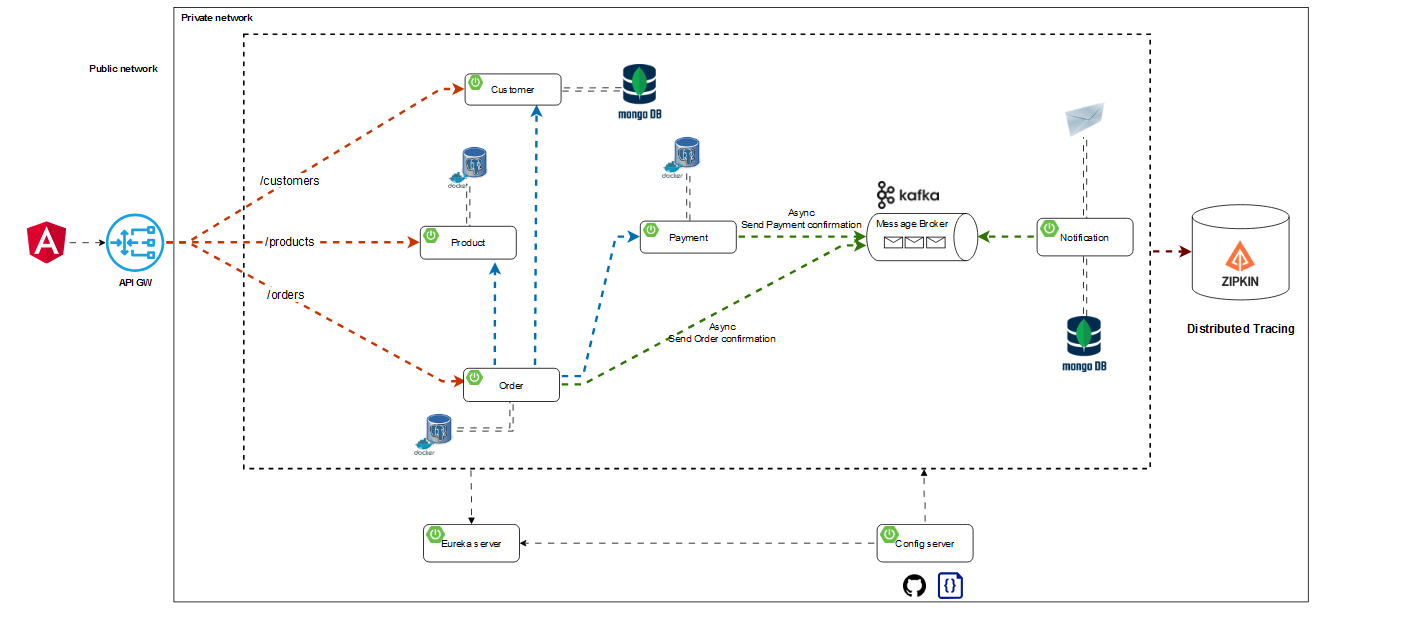 Private network
Public network
Customer
mongo DB
docker
docker
/customers
kafka
Async
Send Payment confirmation
Message Broker
/products
Product
Payment
Notification
API GW
ZIPKIN
/orders
Async
Send Order confirmation
Distributed Tracing
mongo DB
Order
docker
Eureka server
Config server
{}